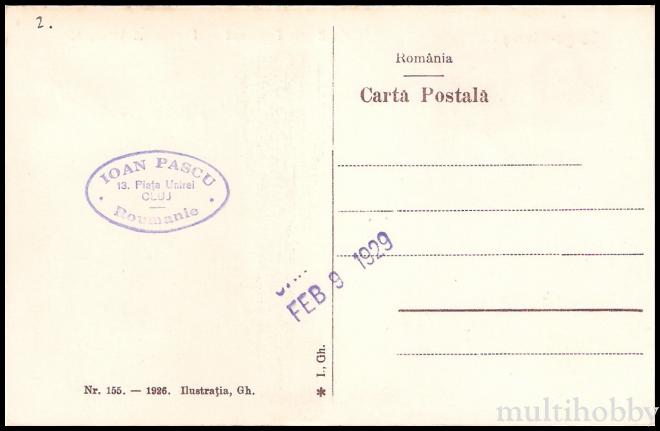 2.
România
Cartă Postală
IOAN PASCU
13. Piața Unirei
CLUJ
Roumanie
FEB 9 1929
I., Gh.
Nr. 155. — 1926. Ilustrația, Gh.
multihobby